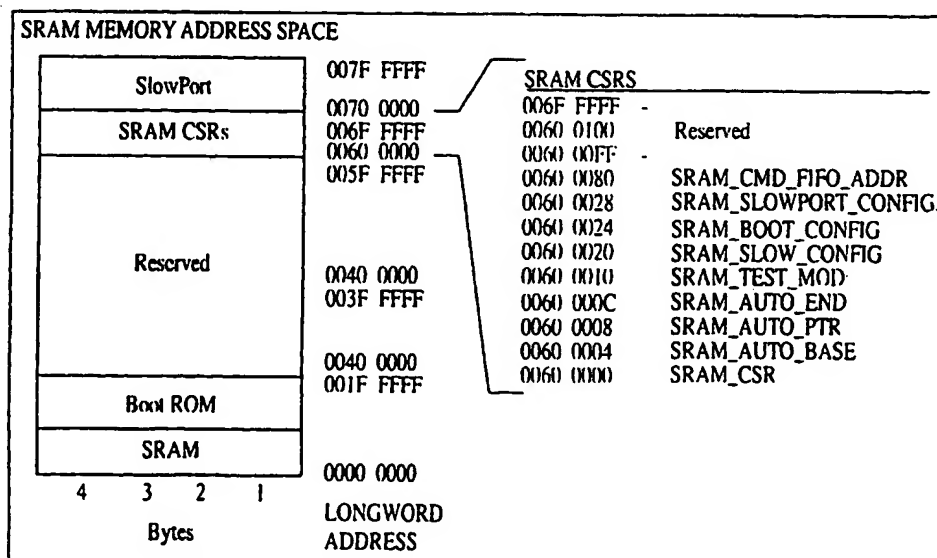 SRAM MEMORY ADDRESS SPACE
SlowPort
SRAM CSRs
Reserved
Boot ROM
SRAM
4 3 2 1
Bytes
007F FFFF
0070 0000
006F FFFF
0060 0000
005F FFFF
0040 0000
003F FFFF
0040 0000
001F FFFF
0000 0000
LONGWORD
ADDRESS
SRAM CSRS
006F FFFF -
0060 0100 Reserved
0060 00FF -
0060 0080 SRAM_CMD_FIFO_ADDR
0060 0028 SRAM_SLOWPORT_CONFIG
0060 0024 SRAM_BOOT_CONFIG
0060 0020 SRAM_SLOW_CONFIG
0060 0010 SRAM_TEST_MOD
0060 000C SRAM_AUTO_END
0060 0008 SRAM_AUTO_PTR
0060 0004 SRAM_AUTO_BASE
0060 0000 SRAM_CSR